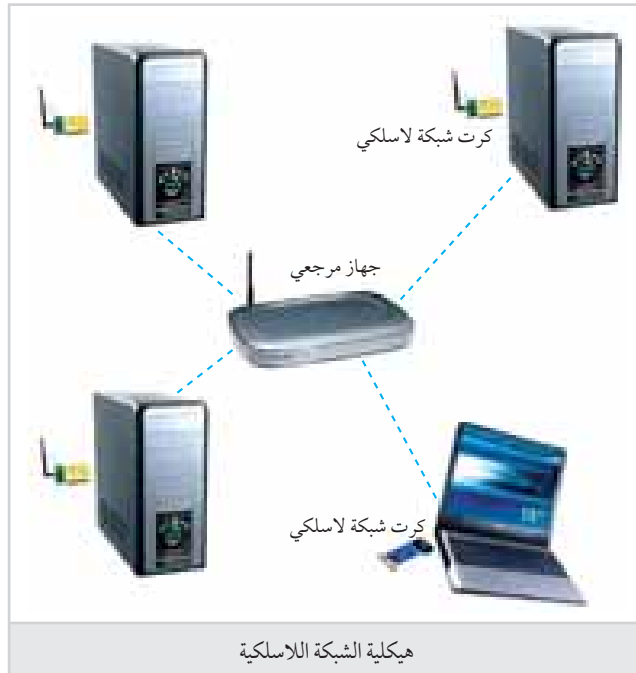 كرت شبكة لاسلكي
جهاز مرجعي
كرت شبكة لاسلكي
هيكلية الشبكة اللاسلكية